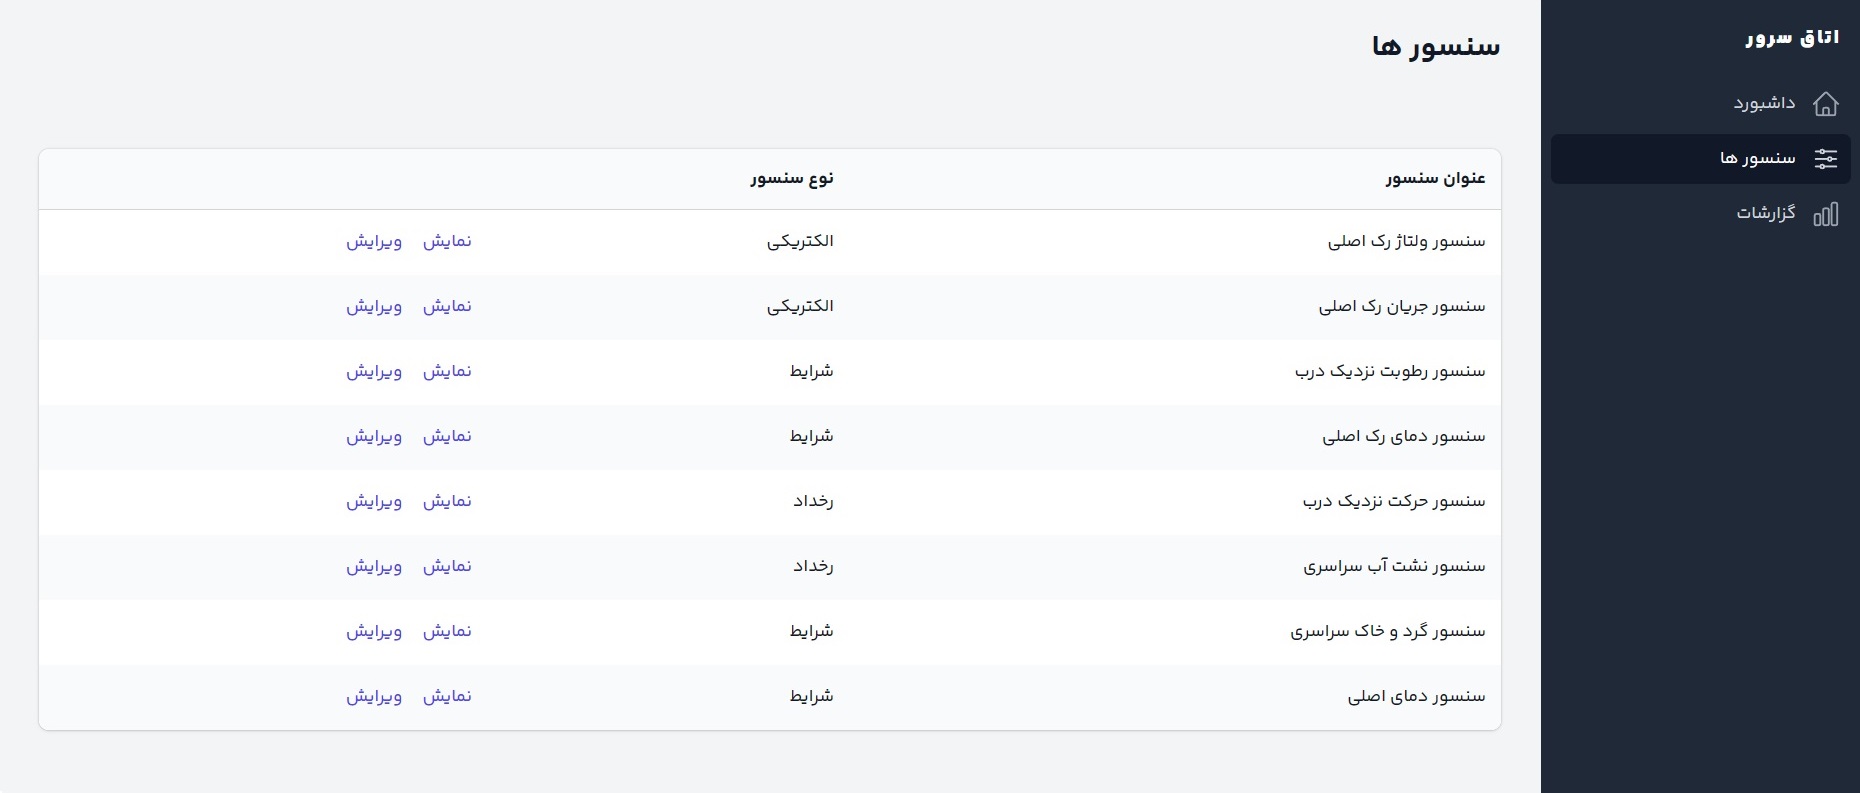 اتاق سرور
داشبورد
سنسور ها
گزارشات
سنسور ها
عنوان سنسور نوع سنسور
سنسور ولتاژ رک اصلی الکتریکی نمایش ویرایش
سنسور جریان رک اصلی الکتریکی نمایش ویرایش
سنسور رطوبت نزدیک درب شرایط نمایش ویرایش
سنسور دمای رک اصلی شرایط نمایش ویرایش
سنسور حرکت نزدیک درب رخداد نمایش ویرایش
سنسور نشت آب سراسری رخداد نمایش ویرایش
سنسور گرد و خاک سراسری شرایط نمایش ویرایش
سنسور دمای اصلی شرایط نمایش ویرایش